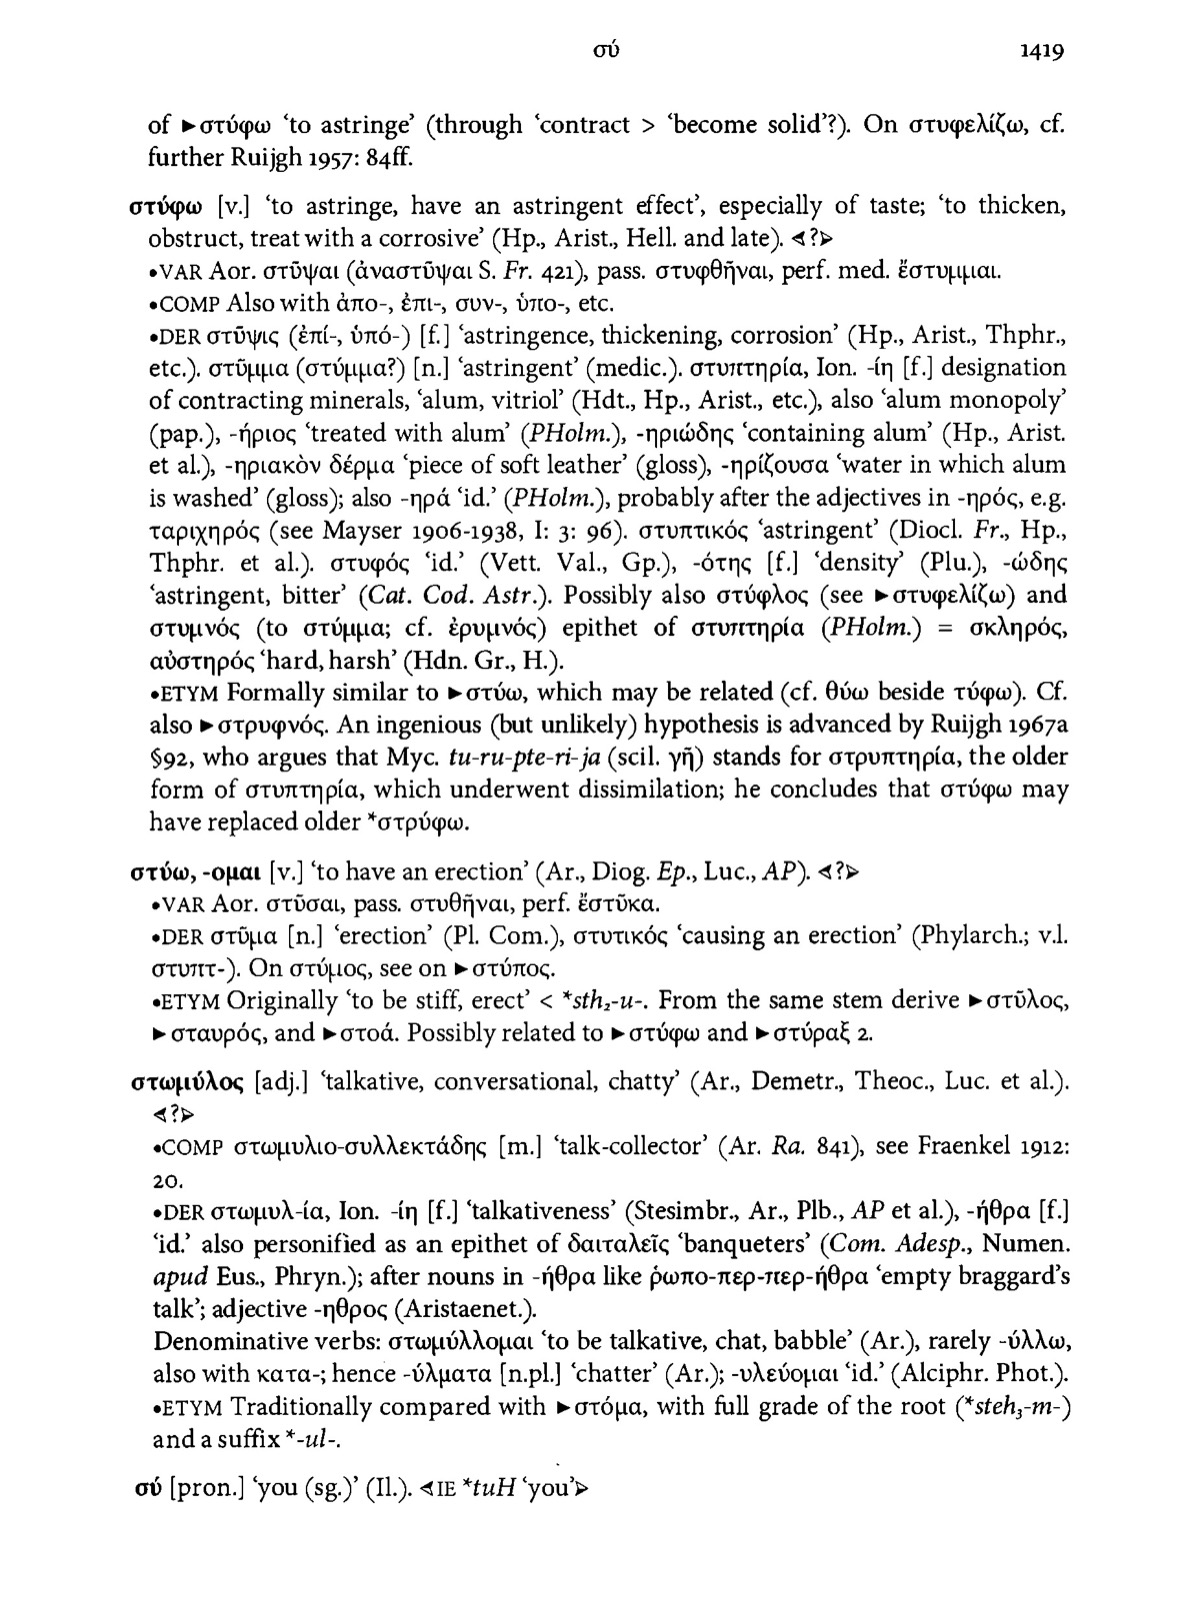 σύ 1419
of ►στύφω ‘to astringe’ (through ‘contract > ‘become solid’?). On στυφελίζω, cf.
further Ruijgh 1957: 84ff.
στύφω [v.] ‘to astringe, have an astringent effect’, especially of taste; ‘to thicken,
obstruct, treat with a corrosive’ (Hp., Arist., Hell. and late). ⊲?⊳
•VAR Aor. στῦψαι (ἀναστῦψαι S. Fr. 421), pass. στυφθῆναι, perf. med. ἔστυμμαι.
•COMP Also with ἀπο-, ἐπι-, συν-, ὑπο-, etc.
•DER στῦψις (ἐπί-, ὑπό-) [f.] ‘astringence, thickening, corrosion’ (Hp., Arist., Thphr.,
etc.). στῦμμα (στύμμα?) [n.] ‘astringent’ (medic.). στυπτηρία, Ion. -ίη [f.] designation
of contracting minerals, ‘alum, vitriol’ (Hdt., Hp., Arist., etc.), also ‘alum monopoly’
(pap.), -ήριος ‘treated with alum’ (PHolm.), -ηριώδης ‘containing alum’ (Hp., Arist.
et al.), -ηριακὸν δέρμα ‘piece of soft leather’ (gloss), -ηρίζουσα ‘water in which alum
is washed’ (gloss); also -ηρά ‘id.’ (PHolm.), probably after the adjectives in -ηρός, e.g.
ταριχηρός (see Mayser 1906-1938, I: 3: 96). στυπτικός ‘astringent’ (Diocl. Fr., Hp.,
Thphr. et al.). στυφός ‘id.’ (Vett. Val., Gp.), -ότης [f.] ‘density’ (Plu.), -ώδης
‘astringent, bitter’ (Cat. Cod. Astr.). Possibly also στύφλος (see ►στυφελίζω) and
στυμνός (to στύμμα; cf. ἐρυμνός) epithet of στυπτηρία (PHolm.) = σκληρός,
αὐστηρός ‘hard, harsh’ (Hdn. Gr., H.).
•ETYM Formally similar to ►στύω, which may be related (cf. θύω beside τύφω). Cf.
also ►στρυφνός. An ingenious (but unlikely) hypothesis is advanced by Ruijgh 1967a
§92, who argues that Myc. tu-ru-pte-ri-ja (scil. γῆ) stands for στρυπτηρία, the older
form of στυπτηρία, which underwent dissimilation; he concludes that στύφω may
have replaced older *στρύφω.
στύω, -ομαι [v.] ‘to have an erection’ (Ar., Diog. Ep., Luc., AP). ⊲?⊳
•VAR Aor. στῦσαι, pass. στυθῆναι, perf. ἔστῦκα.
•DER στῦμα [n.] ‘erection’ (Pl. Com.), στυτικός ‘causing an erection’ (Phylarch.; v.l.
στυπτ-). On στύμος, see on ►στύπος.
•ETYM Originally ‘to be stiff, erect’ < *sth₂-u-. From the same stem derive ►στῦλος,
►σταυρός, and ►στοά. Possibly related to ►στύφω and ►στύραξ 2.
στωμύλος [adj.] ‘talkative, conversational, chatty’ (Ar., Demetr., Theoc., Luc. et al.).
⊲?⊳
•COMP στωμυλιο-συλλεκτάδης [m.] ‘talk-collector’ (Ar. Ra. 841), see Fraenkel 1912:
20.
•DER στωμυλ-ία, Ion. -ίη [f.] ‘talkativeness’ (Stesimbr., Ar., Plb., AP et al.), -ήθρα [f.]
‘id.’ also personified as an epithet of δαιταλεῖς ‘banqueters’ (Com. Adesp., Numen.
apud Eus., Phryn.); after nouns in -ήθρα like ῥωπο-περ-περ-ήθρα ‘empty braggard’s
talk’; adjective -ηθρος (Aristaenet.).
Denominative verbs: στωμύλλομαι ‘to be talkative, chat, babble’ (Ar.), rarely -ύλλω,
also with κατα-; hence -ύλματα [n.pl.] ‘chatter’ (Ar.); -υλεύομαι ‘id.’ (Alciphr. Phot.).
•ETYM Traditionally compared with ►στόμα, with full grade of the root (*steh₃-m-)
and a suffix *-ul-.
σύ [pron.] ‘you (sg.)’ (Il.). ⊲IE *tuH ‘you’⊳